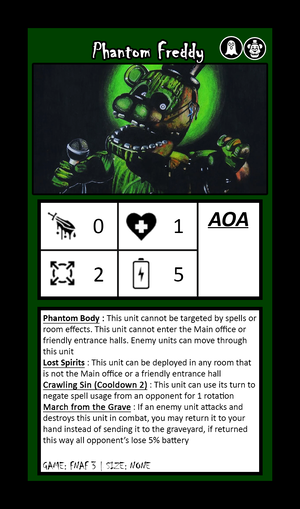 Phantom Freddy
0
1
AOA
2
5
Phantom Body : This unit cannot be targeted by spells or
room effects. This unit cannot enter the Main office or
friendly entrance halls. Enemy units can move through
this unit
Lost Spirits : This unit can be deployed in any room that
is not the Main office or a friendly entrance hall
Crawling Sin (Cooldown 2) : This unit can use its turn to
negate spell usage from an opponent for 1 rotation
March from the Grave : If an enemy unit attacks and
destroys this unit in combat, you may return it to your
hand instead of sending it to the graveyard, if returned
this way all opponent's lose 5% battery
GAME: FNAF 3 | SIZE: NONE